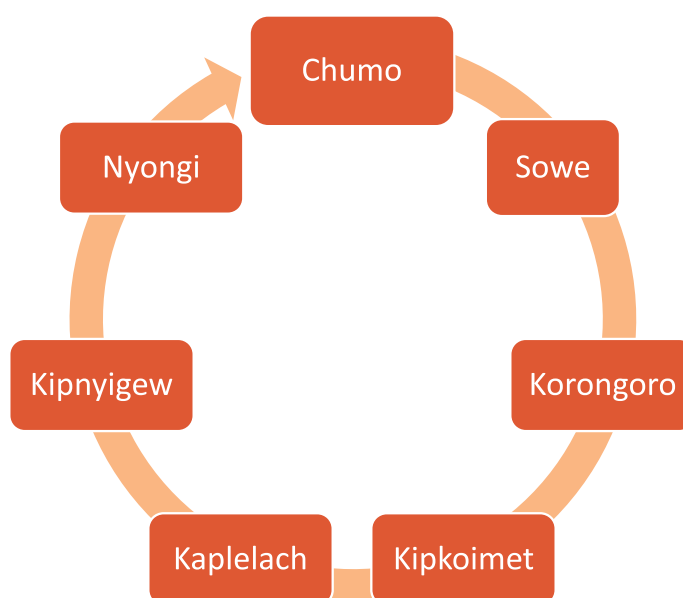 Chumo
Sowe
Korongoro
Kipkoimet
Kaplelach
Kipnyigew
Nyongi